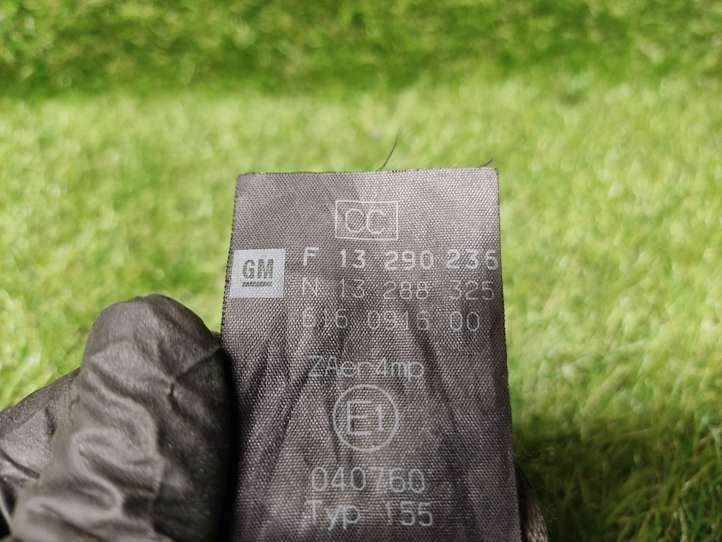 CC
GM F 13 290 236
N 13 288 325
616 0915 00
ZAer4mp
E1
040760
Typ 155